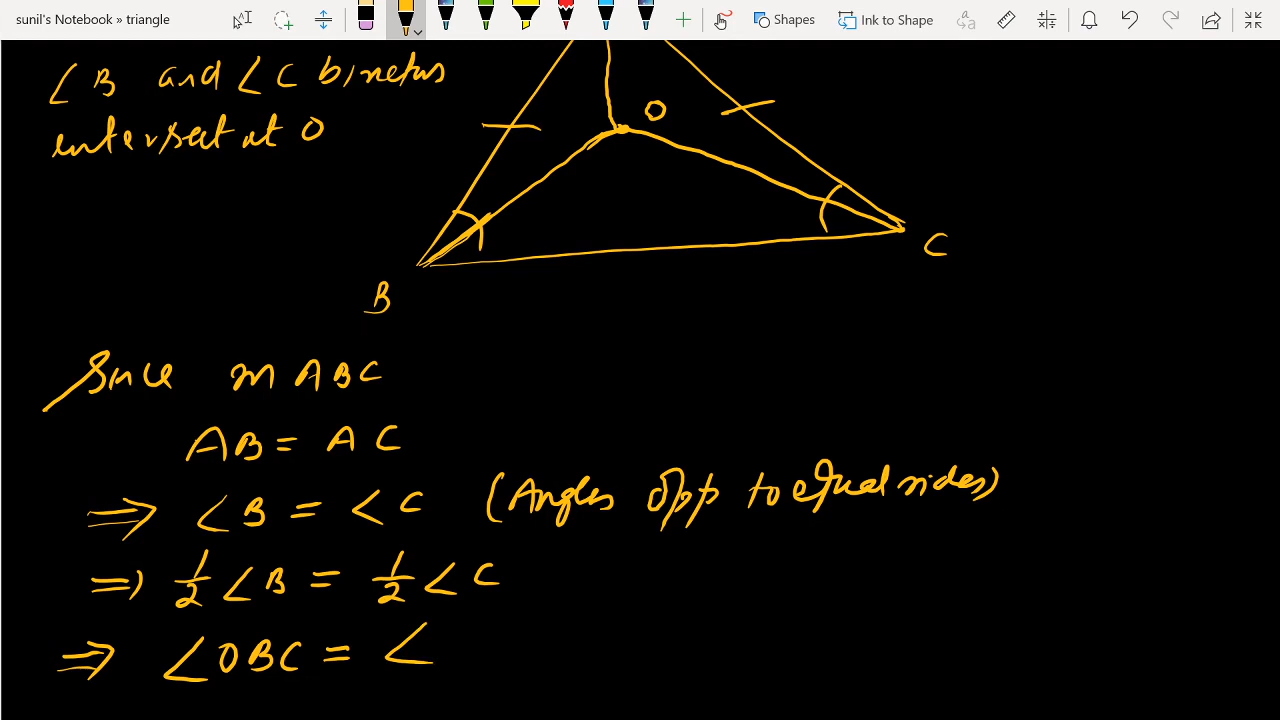 sunil's Notebook » triangle
Shapes
Ink to Shape
∠B and ∠C bisectors
intersect at O
O
C
B
Since in ABC
AB = AC
⇒ ∠B = ∠C (Angles opp to equal sides)
⇒ 1/2 ∠B = 1/2 ∠C
⇒ ∠OBC = ∠